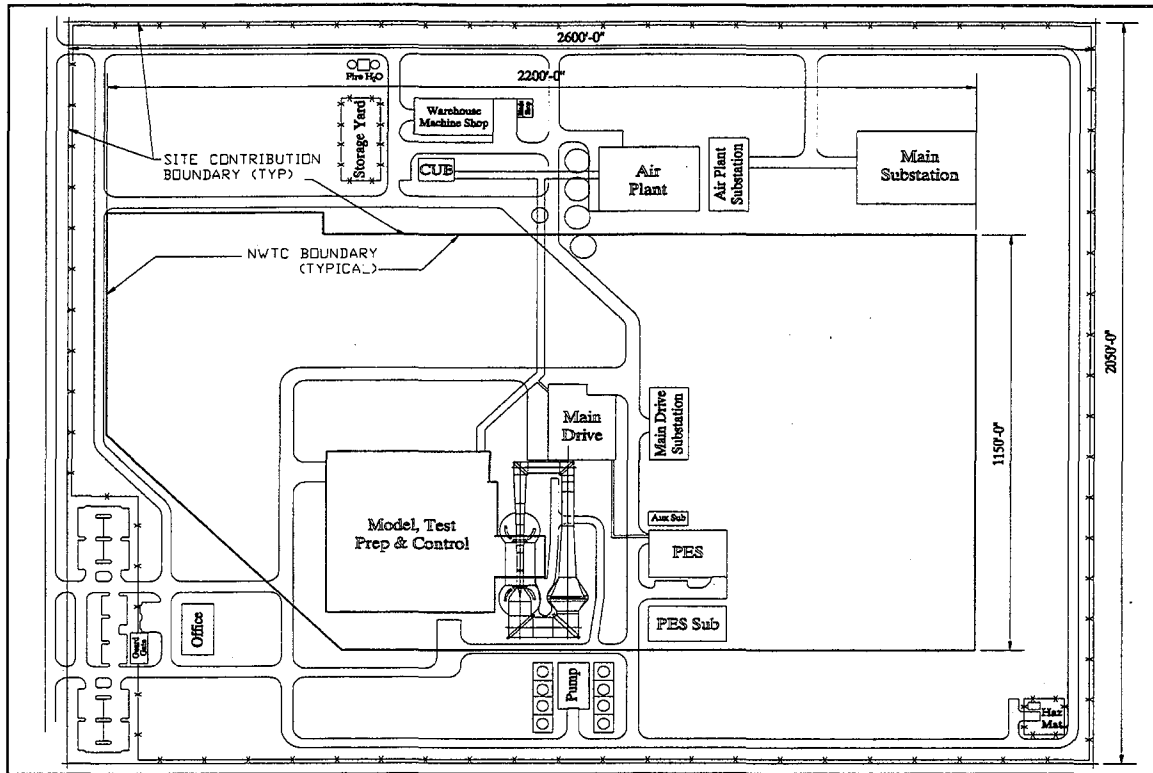 2600'-0"
Fire H₂O
2200'-0"
Storage Yard
Warehouse
Machine Shop
SITE CONTRIBUTION
BOUNDARY (TYP)
CUB
Air
Plant
Air Plant
Substation
Main
Substation
NWTC BOUNDARY
(TYPICAL)
2050'-0"
Main
Drive
Main Drive
Substation
1150'-0"
Model, Test
Prep & Control
Aux Sub
PES
Office
Guard
Gate
PES Sub
Pump
Haz
Mat